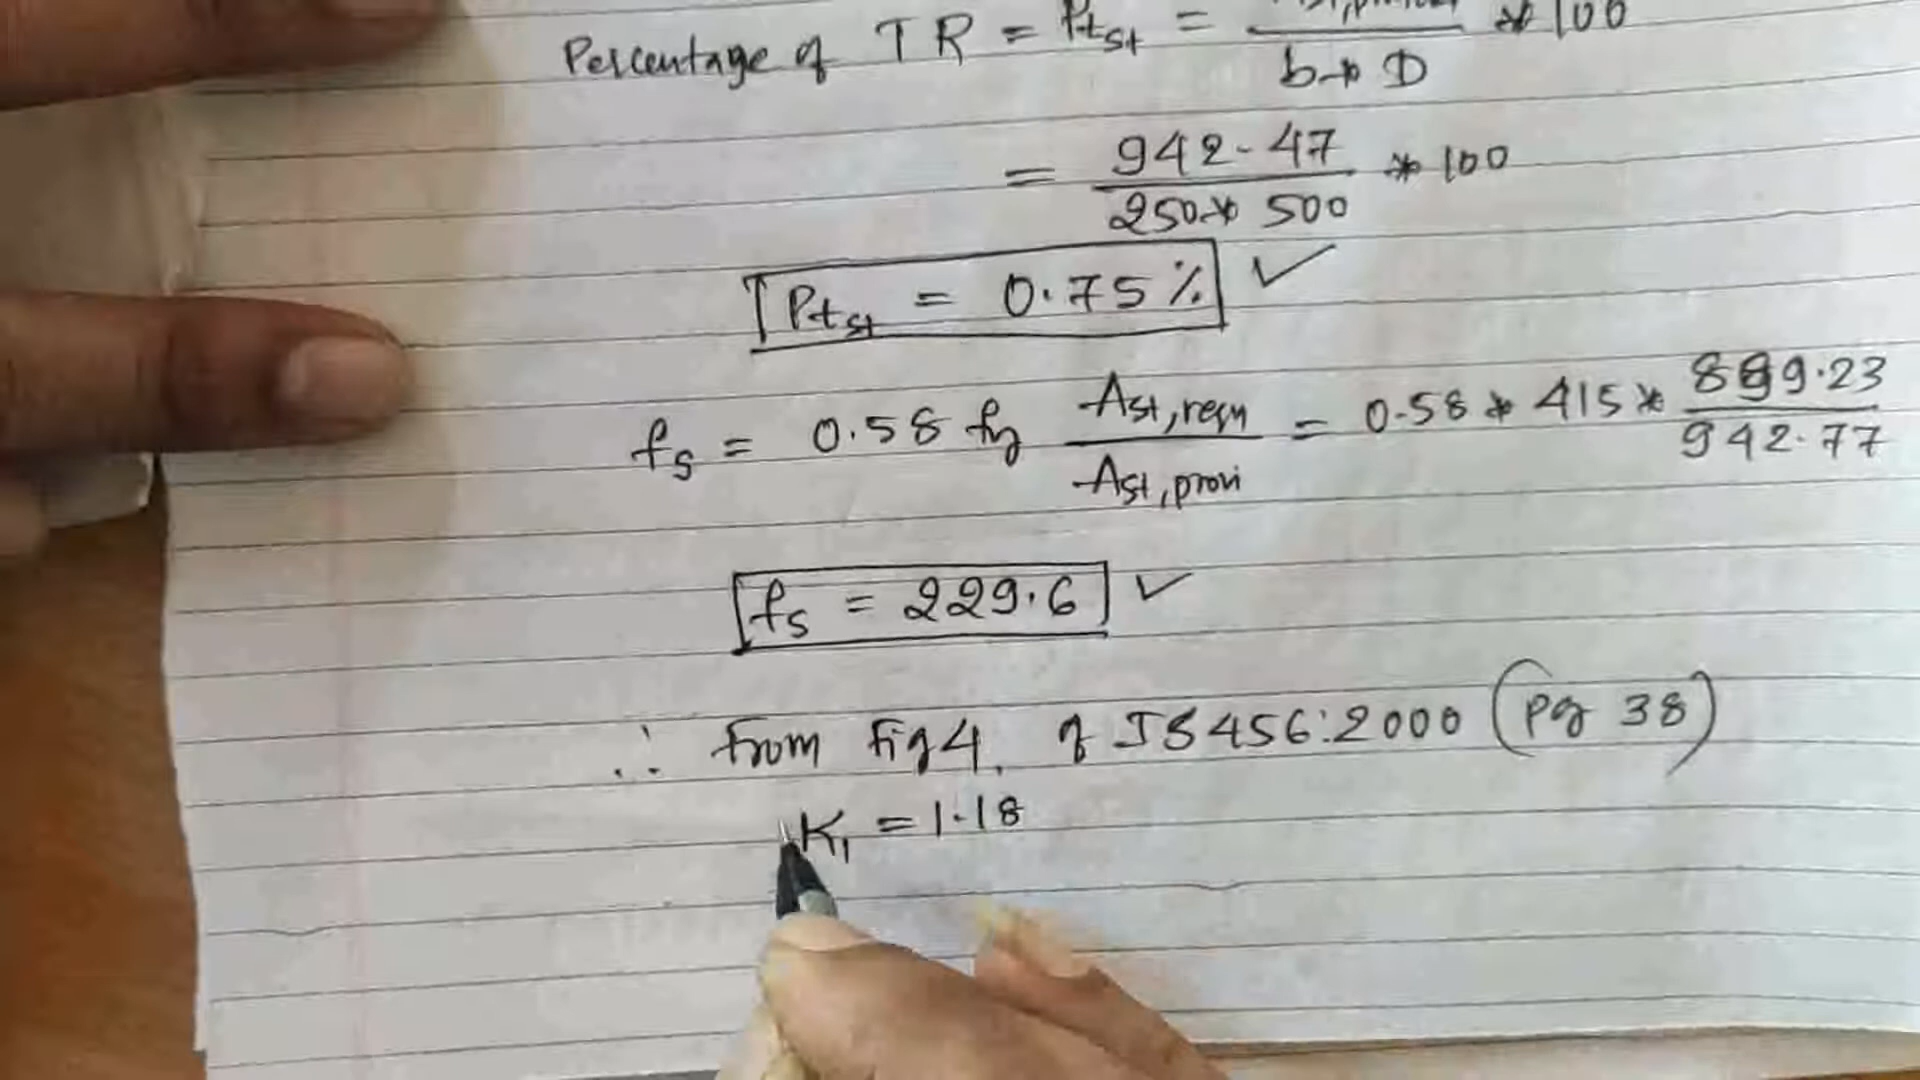 Percentage of TR = Ptst = / b * D * 100
= 942.47 / 250 * 500 * 100
Ptst = 0.75 % ✓
fs = 0.58 fy Ast,reqn / Ast,provi = 0.58 * 415 * 899.23 / 942.77
fs = 229.6 ✓
∴ from fig 4. of IS 456:2000 (pg 38)
K1 = 1.18